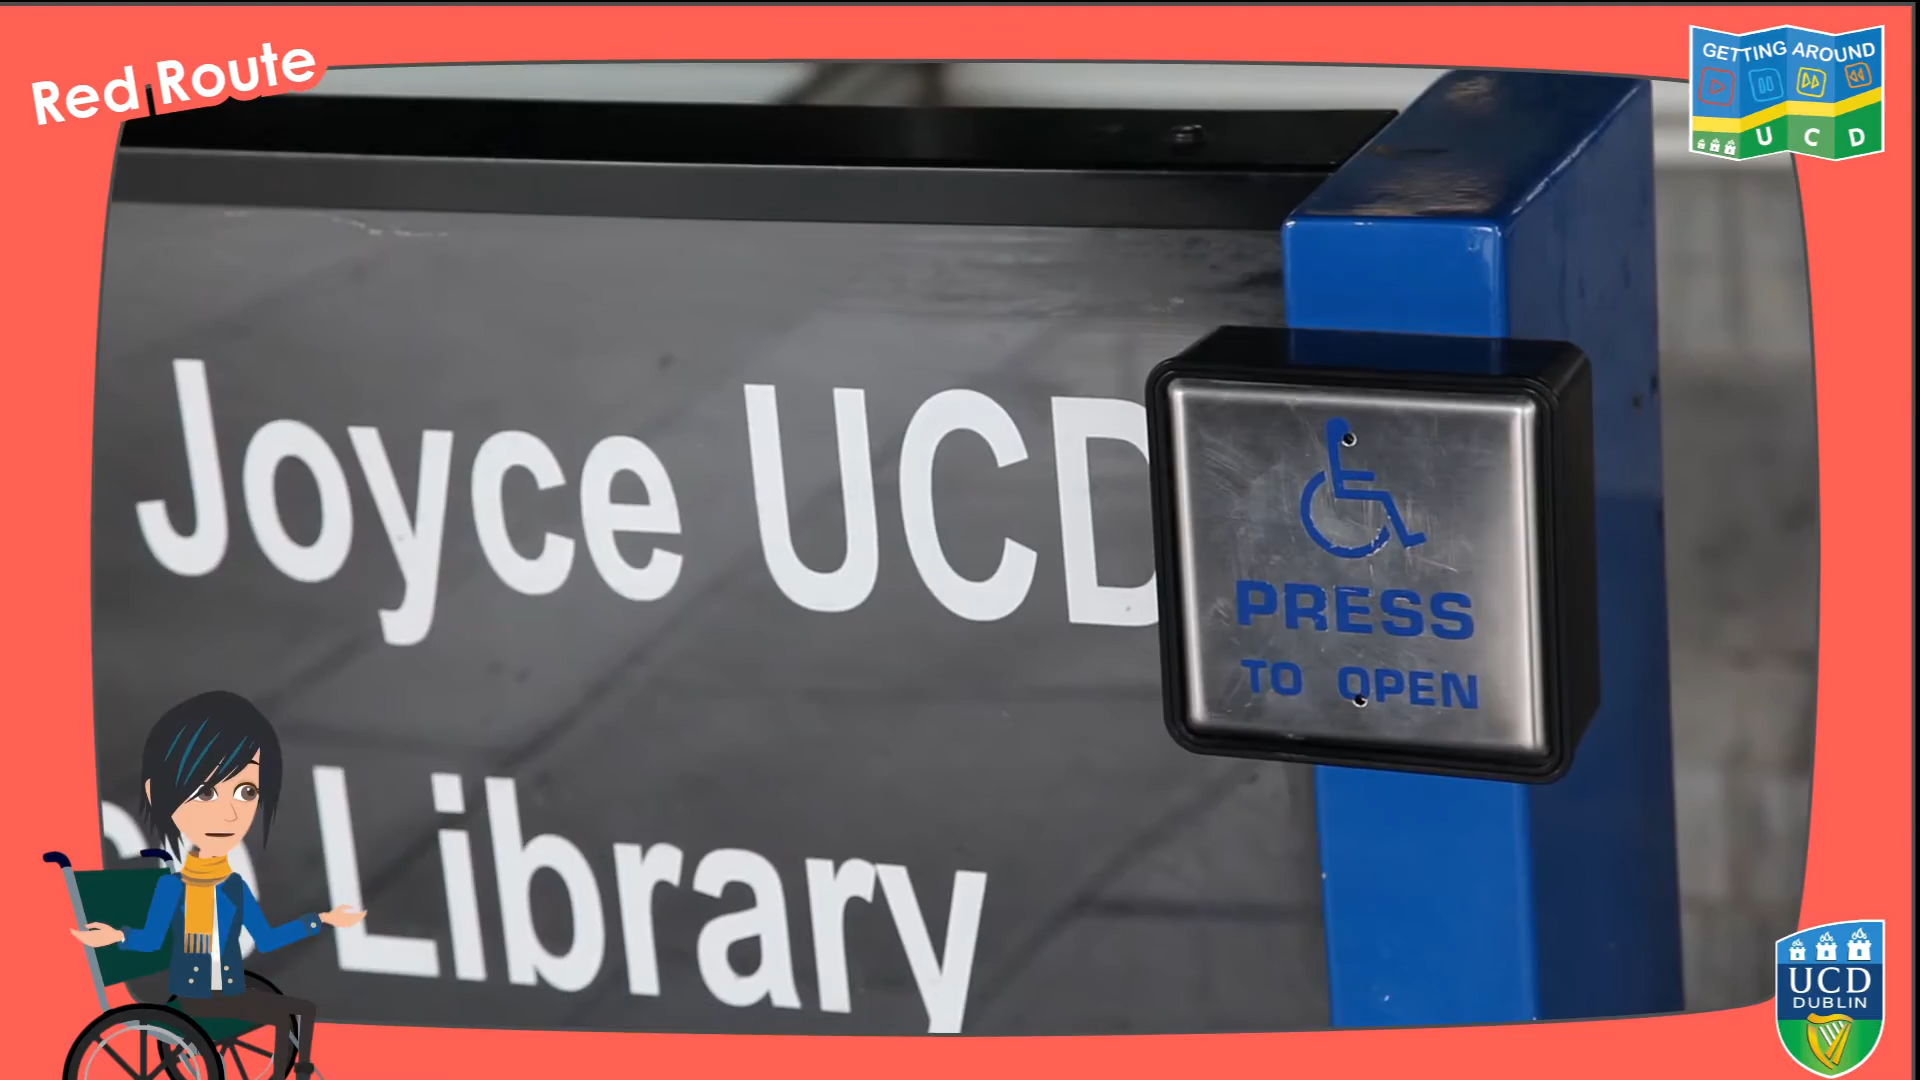 Red Route
GETTING AROUND
U C D
Joyce UCD
Library
PRESS
TO OPEN
UCD
DUBLIN